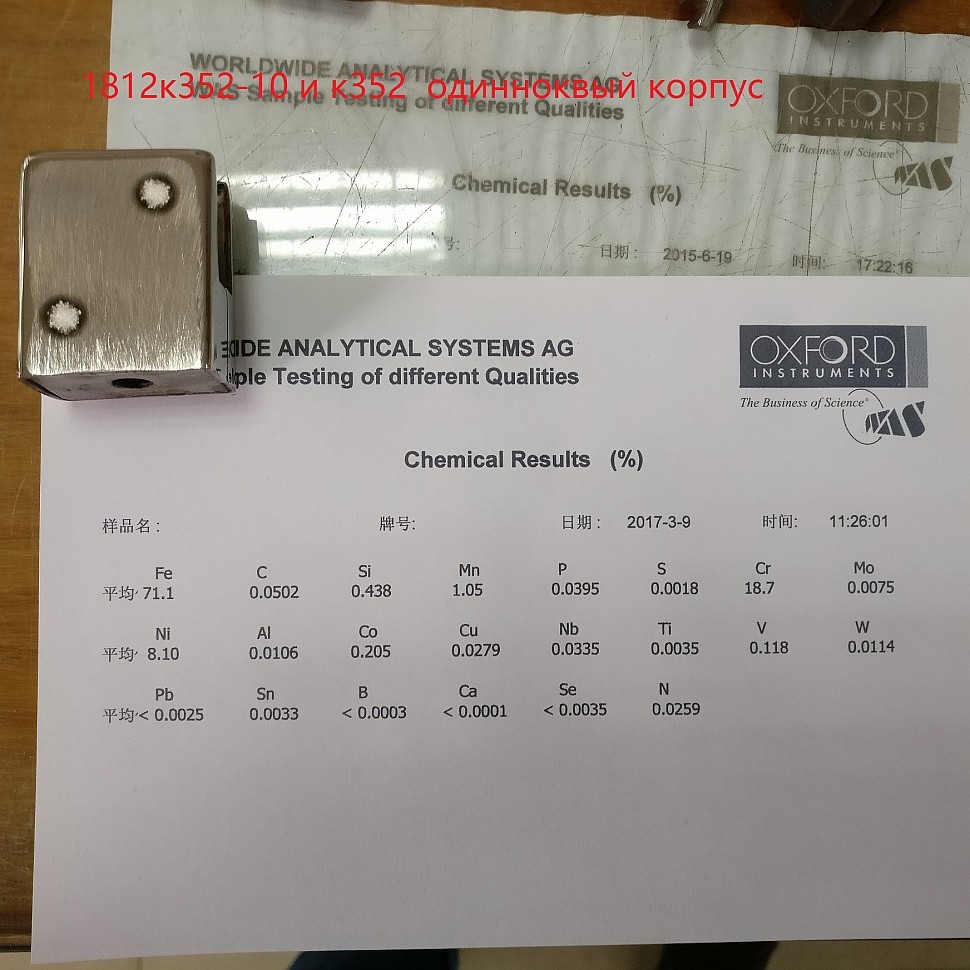 WORLDWIDE ANALYTICAL SYSTEMS AG
1812к352-10 и к352 одинноквый корпус
Sample Testing of different Qualities
OXFORD
INSTRUMENTS
The Business of Science®
WAS
Chemical Results (%)
号:
日期: 2015-6-19 时间: 17:22:16
IDE ANALYTICAL SYSTEMS AG
ple Testing of different Qualities
OXFORD
INSTRUMENTS
The Business of Science®
WAS
Chemical Results (%)
样品名: 牌号: 日期: 2017-3-9 时间: 11:26:01
Fe C Si Mn P S Cr Mo
平均 71.1 0.0502 0.438 1.05 0.0395 0.0018 18.7 0.0075
Ni Al Co Cu Nb Ti V W
平均 8.10 0.0106 0.205 0.0279 0.0335 0.0035 0.118 0.0114
Pb Sn B Ca Se N
平均 < 0.0025 0.0033 < 0.0003 < 0.0001 < 0.0035 0.0259